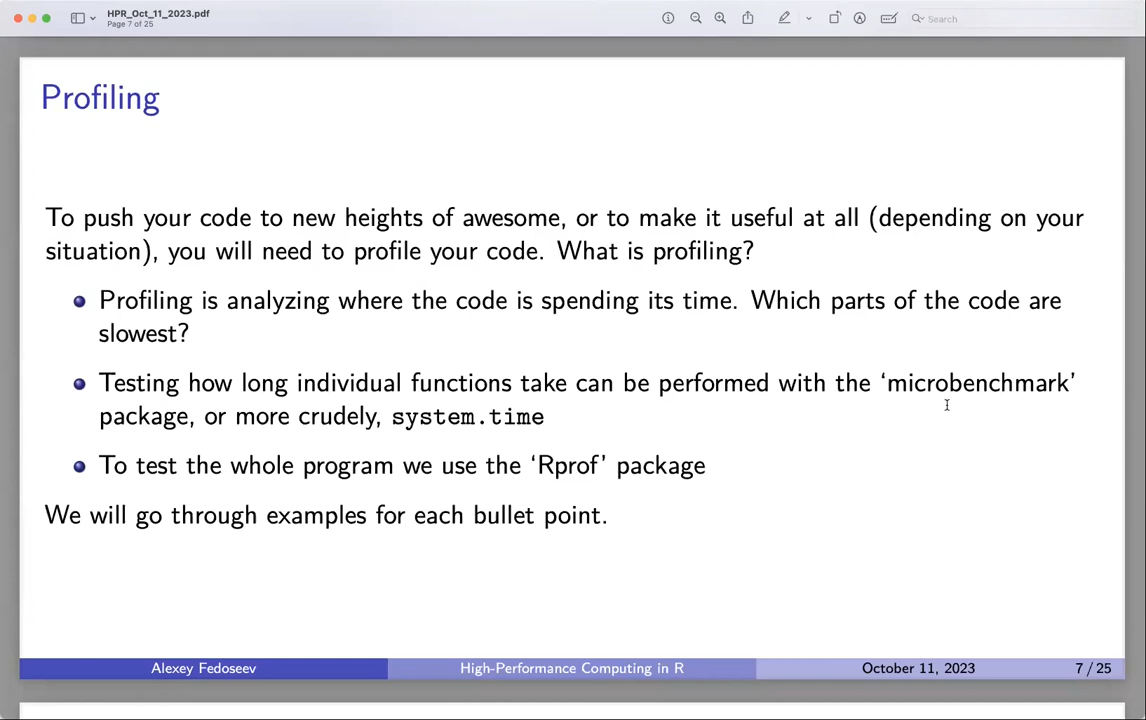 HPR_Oct_11_2023.pdf
Page 7 of 25
Search
Profiling
To push your code to new heights of awesome, or to make it useful at all (depending on your
situation), you will need to profile your code. What is profiling?
Profiling is analyzing where the code is spending its time. Which parts of the code are
slowest?
Testing how long individual functions take can be performed with the ‘microbenchmark’
package, or more crudely, system.time
To test the whole program we use the ‘Rprof’ package
We will go through examples for each bullet point.
Alexey Fedoseev High-Performance Computing in R October 11, 2023 7 / 25